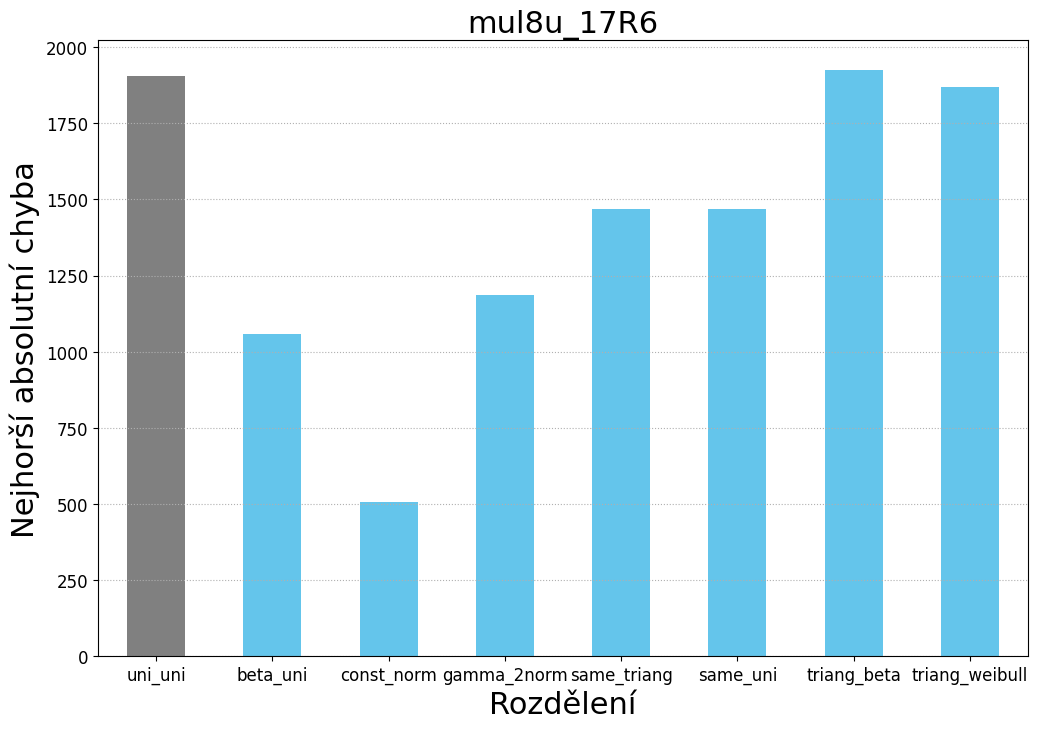 mul8u_17R6
Nejhorší absolutní chyba
2000
1750
1500
1250
1000
750
500
250
0
uni_uni beta_uni const_norm gamma_2norm same_triang same_uni triang_beta triang_weibull
Rozdělení